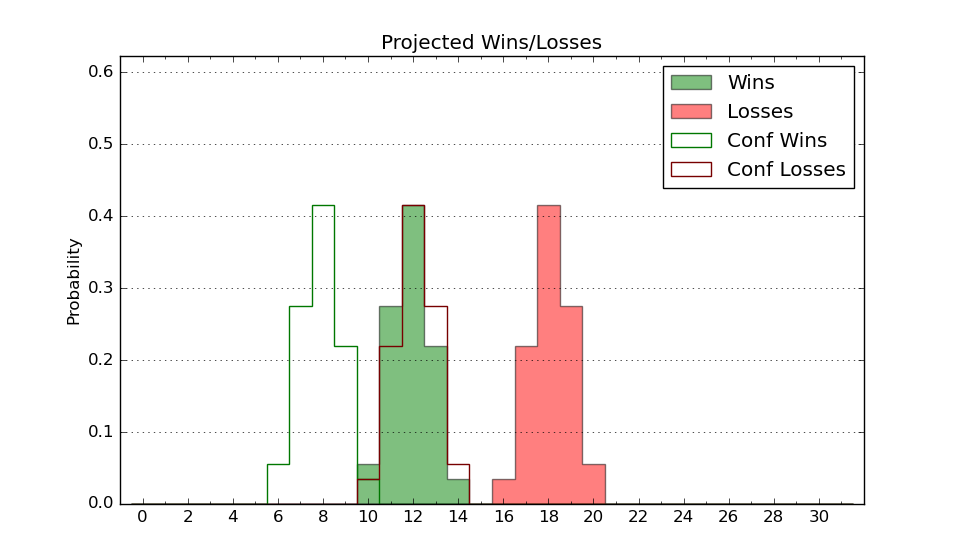 Projected Wins/Losses
0.6
0.5
0.4
0.3
0.2
0.1
0.0
Probability
Wins
Losses
Conf Wins
Conf Losses
0 2 4 6 8 10 12 14 16 18 20 22 24 26 28 30